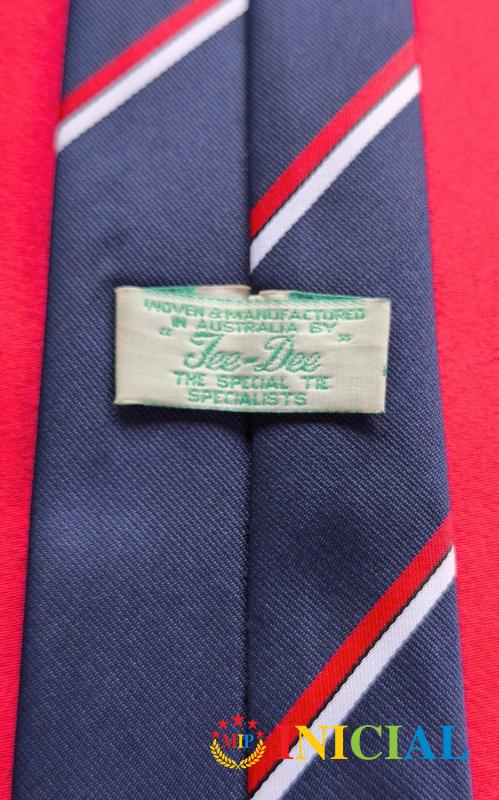 WOVEN & MANUFACTURED
IN AUSTRALIA BY
"Tee-Dee"
THE SPECIAL TIE
SPECIALISTS
MIP INICIAL